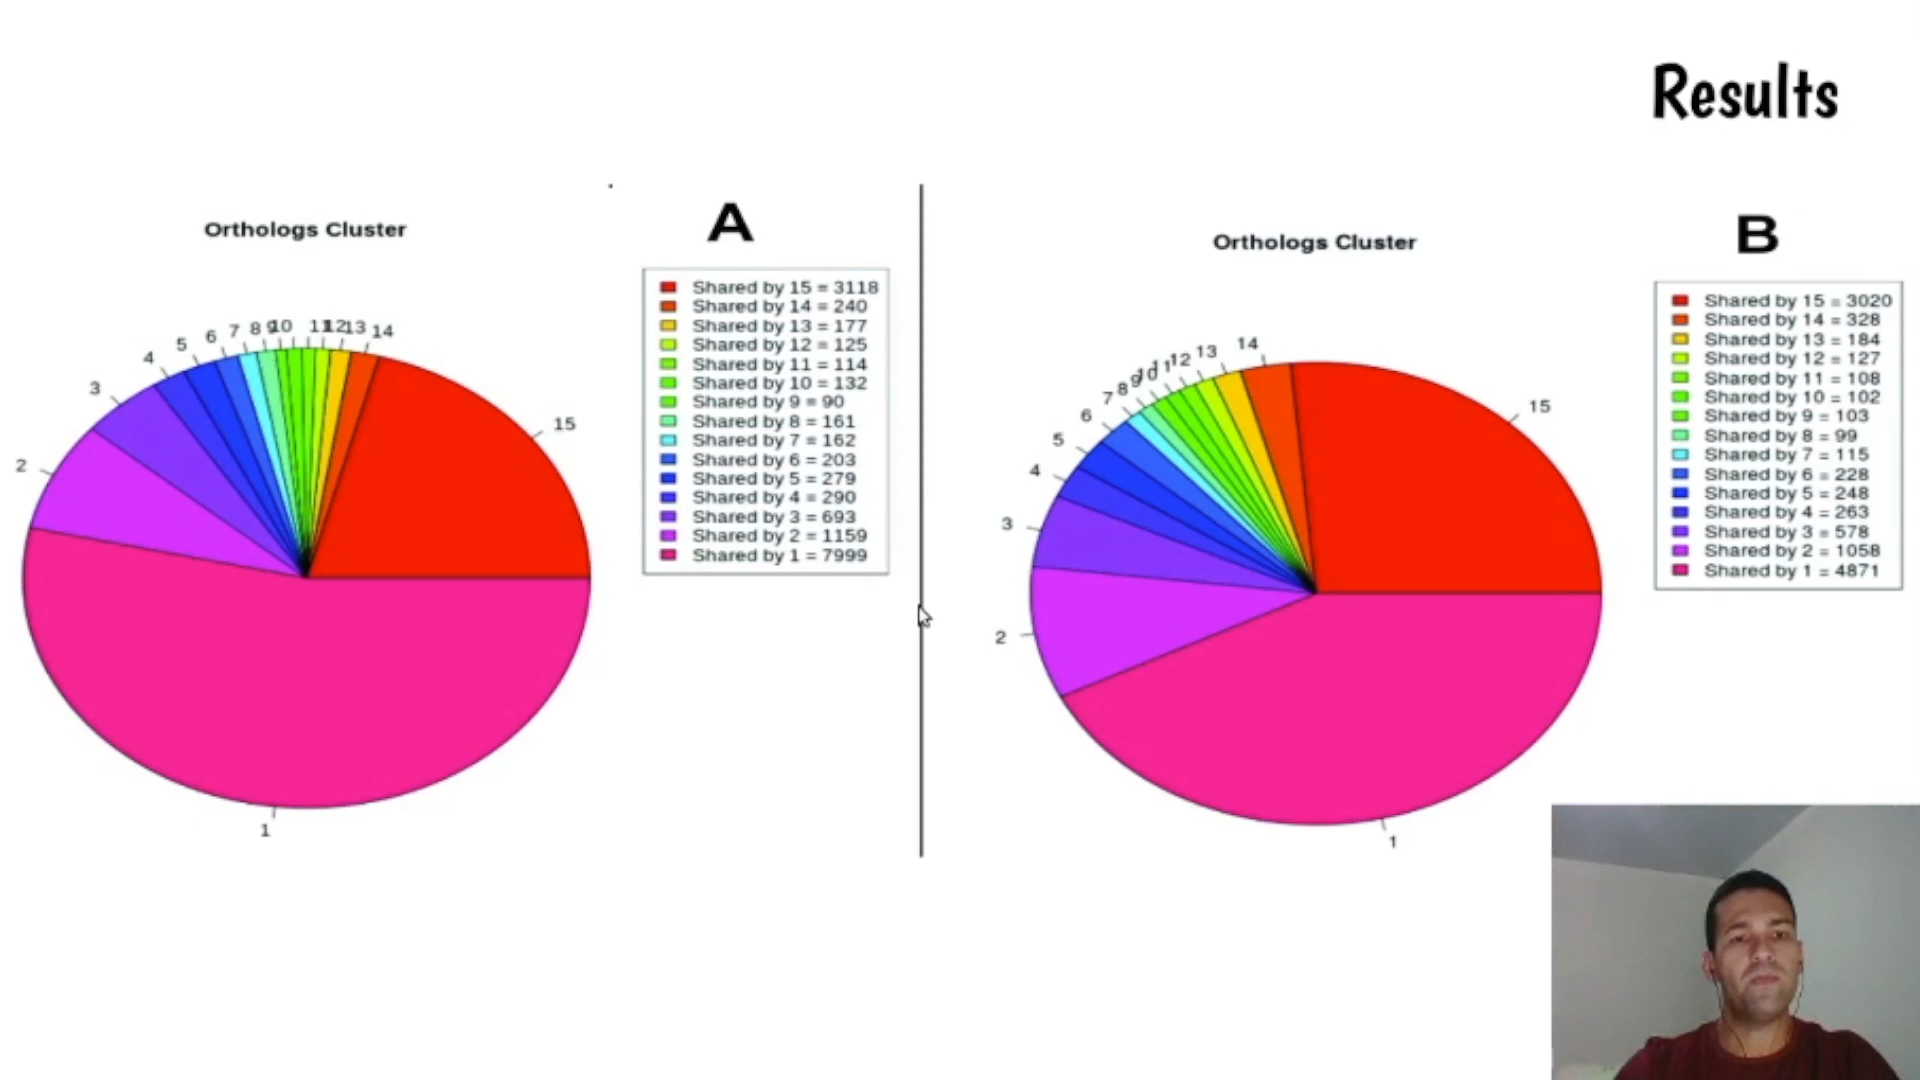 Results
Orthologs Cluster
A
Shared by 15 = 3118
Shared by 14 = 240
Shared by 13 = 177
Shared by 12 = 125
Shared by 11 = 114
Shared by 10 = 132
Shared by 9 = 90
Shared by 8 = 161
Shared by 7 = 162
Shared by 6 = 203
Shared by 5 = 279
Shared by 4 = 290
Shared by 3 = 693
Shared by 2 = 1159
Shared by 1 = 7999
1
2
3
4
5
6
7
8
9
10
11
12
13
14
15
Orthologs Cluster
B
Shared by 15 = 3020
Shared by 14 = 328
Shared by 13 = 184
Shared by 12 = 127
Shared by 11 = 108
Shared by 10 = 102
Shared by 9 = 103
Shared by 8 = 99
Shared by 7 = 115
Shared by 6 = 228
Shared by 5 = 248
Shared by 4 = 263
Shared by 3 = 578
Shared by 2 = 1058
Shared by 1 = 4871
1
2
3
4
5
6
7
8
9
10
11
12
13
14
15